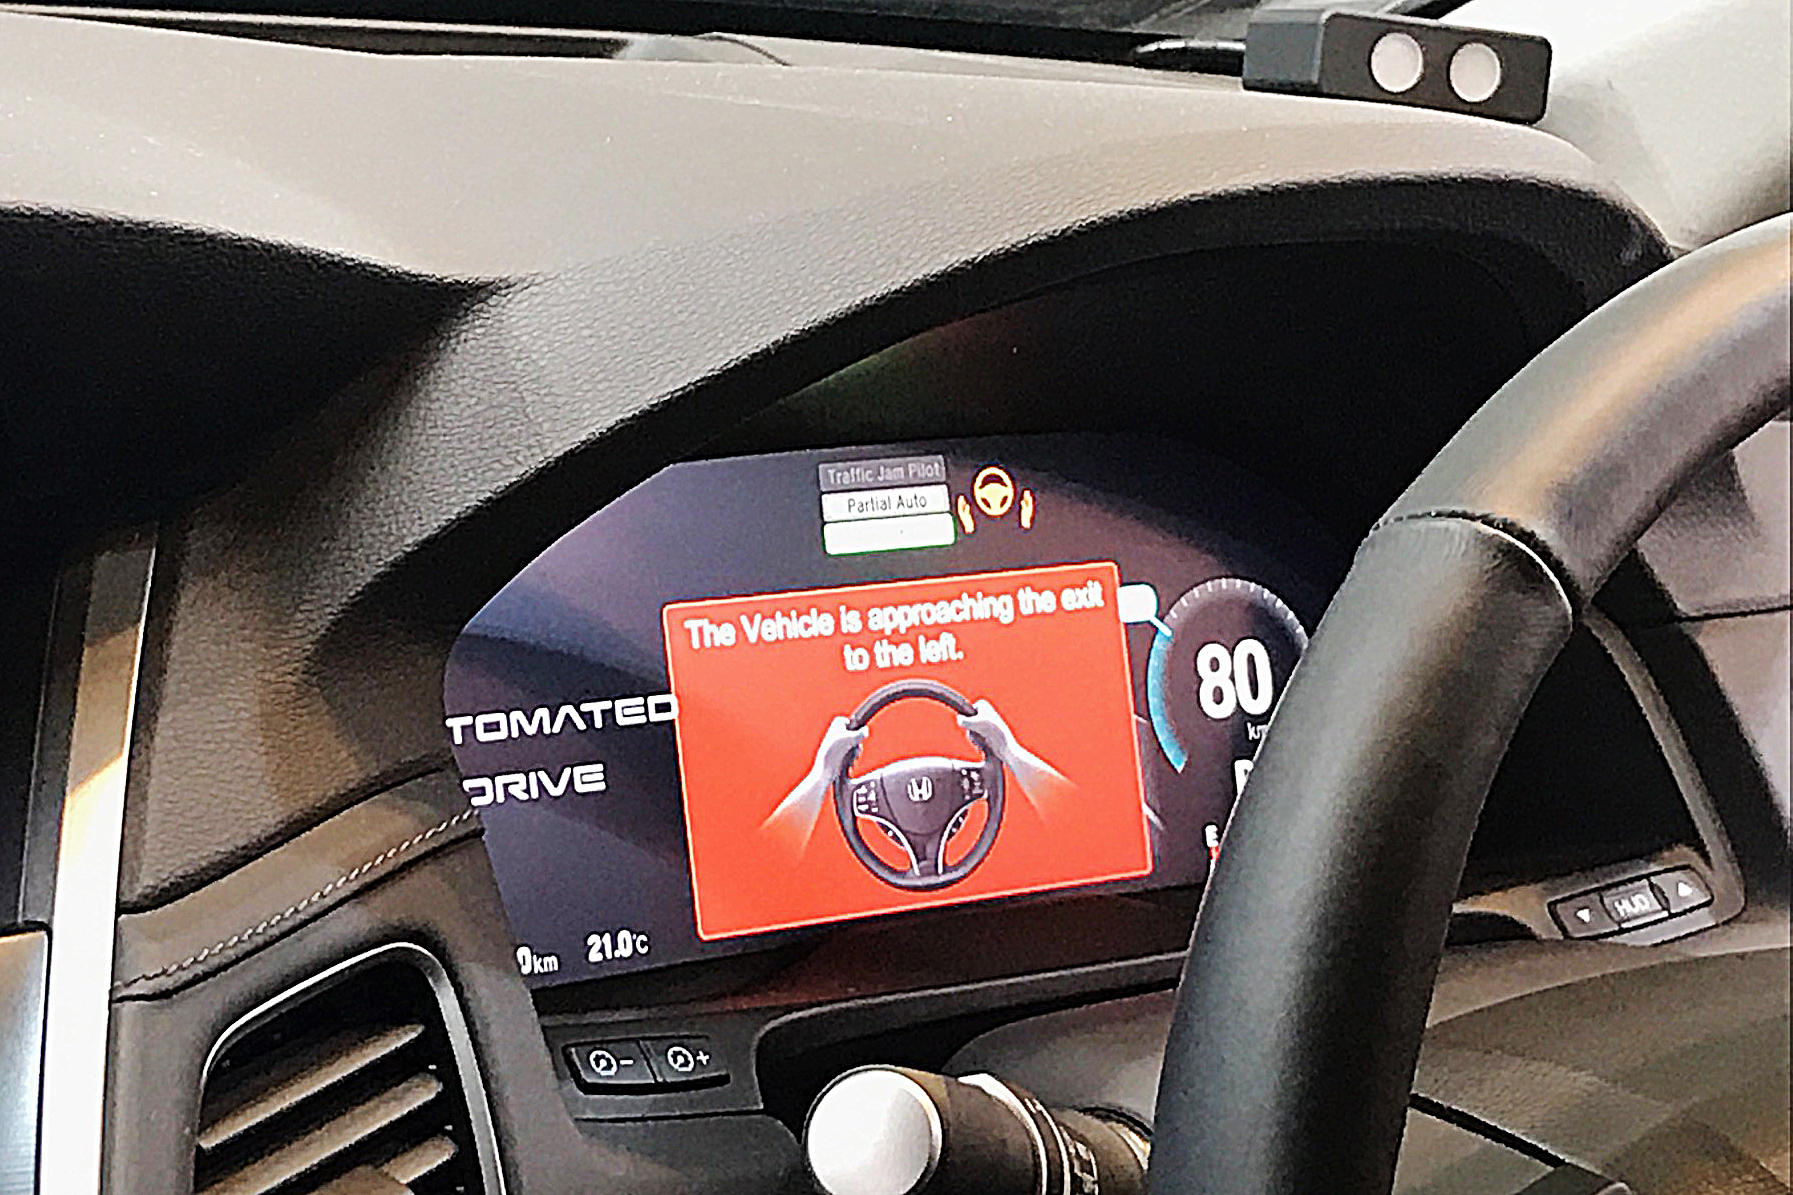 Traffic Jam Pilot
Partial Auto
The Vehicle is approaching the exit
to the left.
TOMATED
DRIVE
80
km
E
0km 21.0°C
HUD